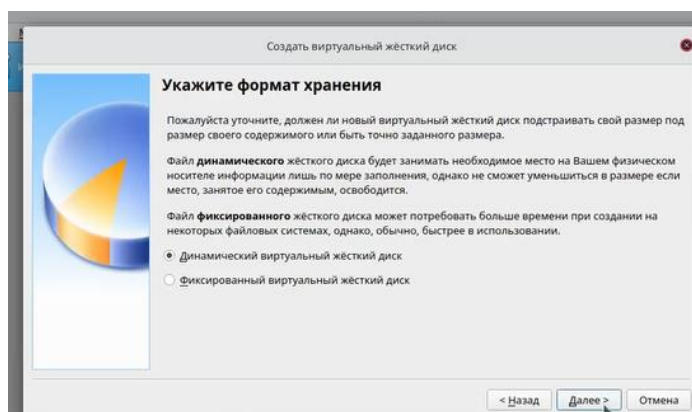 Создать виртуальный жёсткий диск
Укажите формат хранения
Пожалуйста уточните, должен ли новый виртуальный жёсткий диск подстраивать свой размер под
размер своего содержимого или быть точно заданного размера.
Файл динамического жёсткого диска будет занимать необходимое место на Вашем физическом
носителе информации лишь по мере заполнения, однако не сможет уменьшиться в размере если
место, занятое его содержимым, освободится.
Файл фиксированного жёсткого диска может потребовать больше времени при создании на
некоторых файловых системах, однако, обычно, быстрее в использовании.
Динамический виртуальный жёсткий диск
Фиксированный виртуальный жёсткий диск
< Назад Далее > Отмена